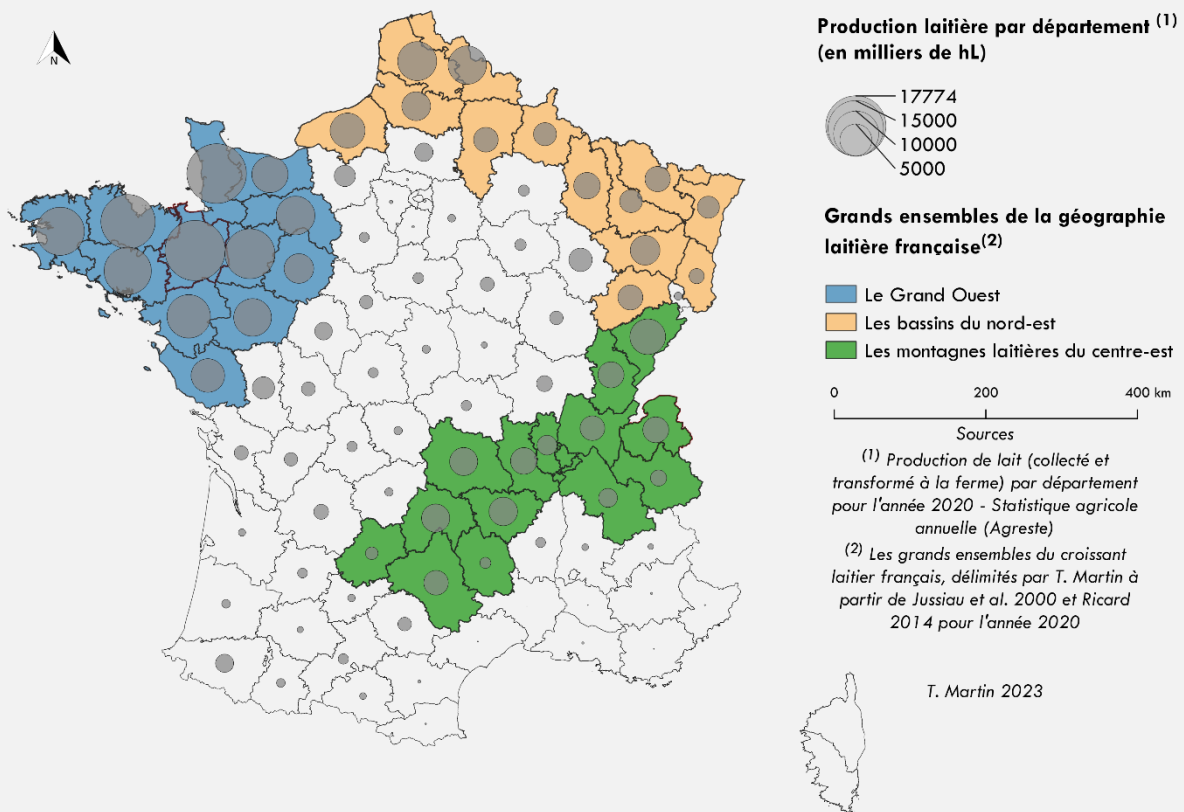 N
Production laitière par département (1)
(en milliers de hL)
17774
15000
10000
5000
Grands ensembles de la géographie
laitière française(2)
Le Grand Ouest
Les bassins du nord-est
Les montagnes laitières du centre-est
0 200 400 km
Sources
(1) Production de lait (collecté et
transformé à la ferme) par département
pour l'année 2020 - Statistique agricole
annuelle (Agreste)
(2) Les grands ensembles du croissant
laitier français, délimités par T. Martin à
partir de Jussiau et al. 2000 et Ricard
2014 pour l'année 2020
T. Martin 2023